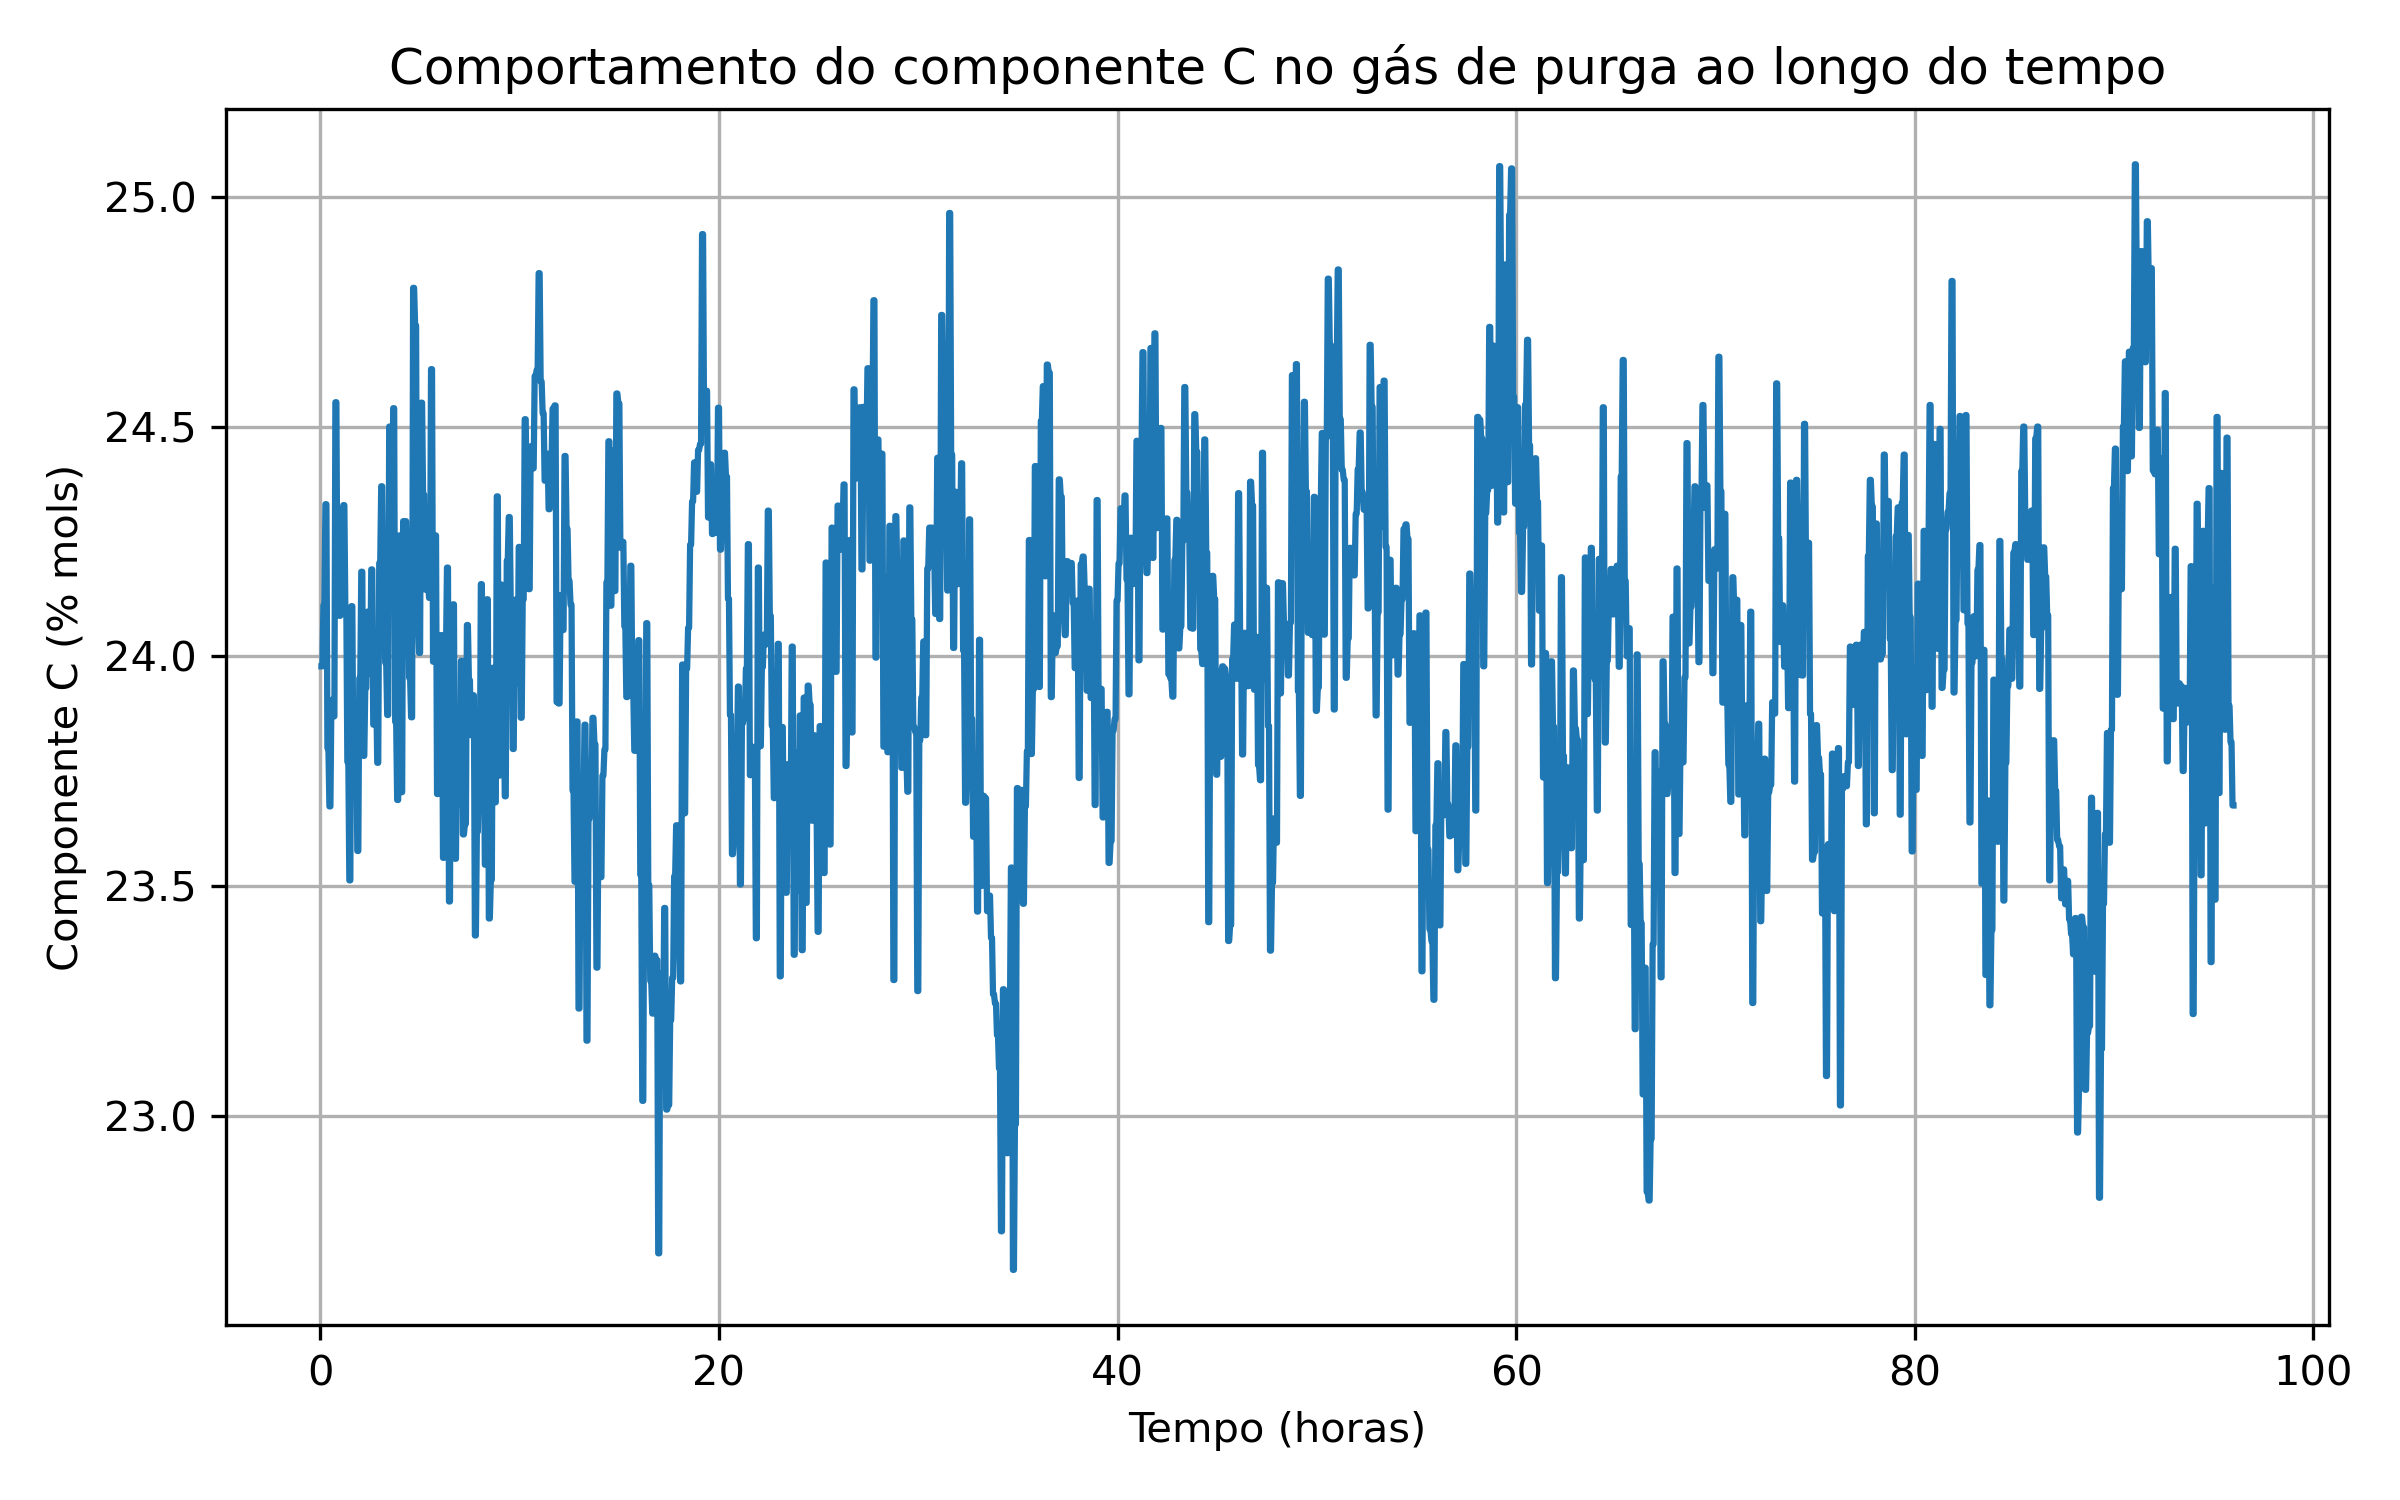 Comportamento do componente C no gás de purga ao longo do tempo
Componente C (% mols)
25.0
24.5
24.0
23.5
23.0
0 20 40 60 80 100
Tempo (horas)